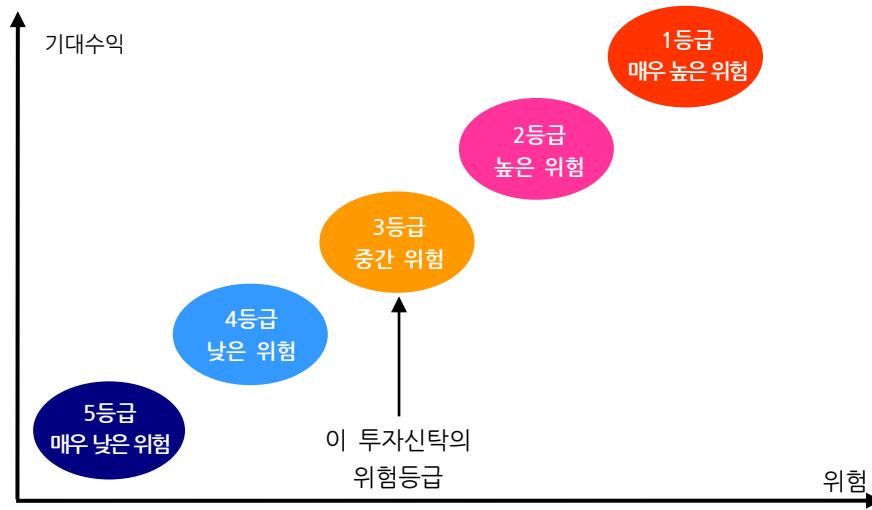 기대수익
1등급
매우 높은 위험
2등급
높은 위험
3등급
중간 위험
4등급
낮은 위험
5등급
매우 낮은 위험
이 투자신탁의
위험등급
위험